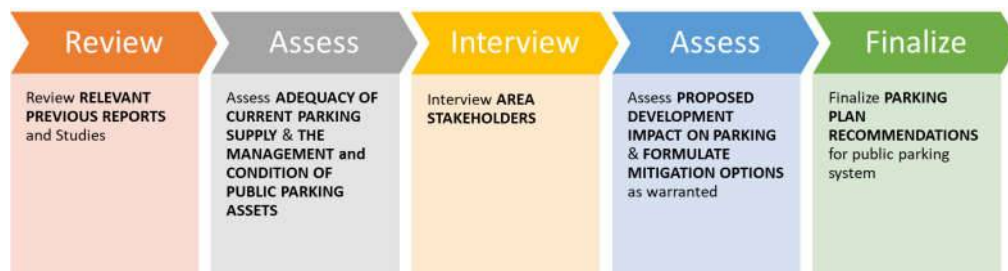 Review
Assess
Interview
Assess
Finalize
Review RELEVANT
PREVIOUS REPORTS
and Studies
Assess ADEQUACY OF
CURRENT PARKING
SUPPLY & THE
MANAGEMENT and
CONDITION OF
PUBLIC PARKING
ASSETS
Interview AREA
STAKEHOLDERS
Assess PROPOSED
DEVELOPMENT
IMPACT ON PARKING
& FORMULATE
MITIGATION OPTIONS
as warranted
Finalize PARKING
PLAN
RECOMMENDATIONS
for public parking
system